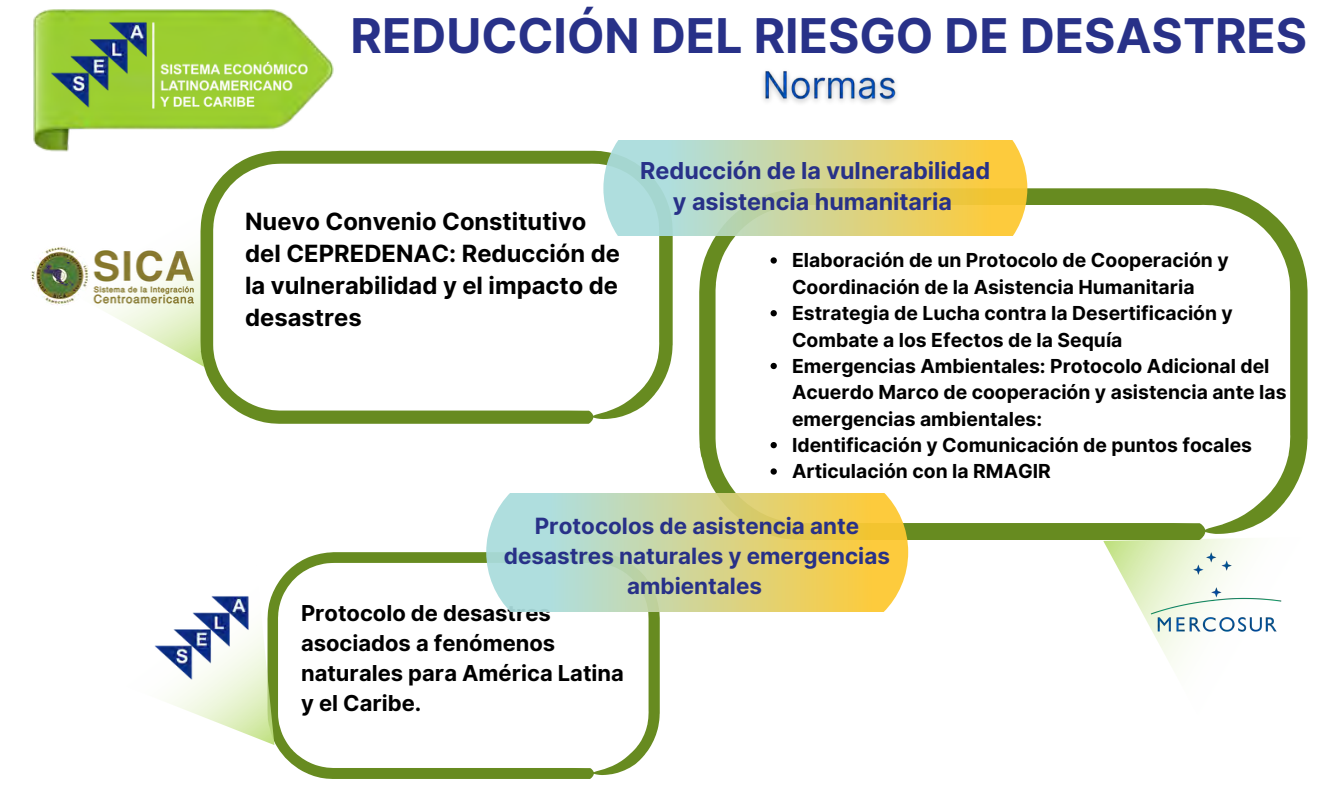 SELA
SISTEMA ECONÓMICO
LATINOAMERICANO
Y DEL CARIBE
REDUCCIÓN DEL RIESGO DE DESASTRES
Normas
Reducción de la vulnerabilidad
y asistencia humanitaria
SICA
Sistema de la Integración
Centroamericana
Nuevo Convenio Constitutivo
del CEPREDENAC: Reducción de
la vulnerabilidad y el impacto de
desastres
• Elaboración de un Protocolo de Cooperación y
Coordinación de la Asistencia Humanitaria
• Estrategia de Lucha contra la Desertificación y
Combate a los Efectos de la Sequía
• Emergencias Ambientales: Protocolo Adicional del
Acuerdo Marco de cooperación y asistencia ante las
emergencias ambientales:
• Identificación y Comunicación de puntos focales
• Articulación con la RMAGIR
MERCOSUR
Protocolos de asistencia ante
desastres naturales y emergencias
ambientales
SELA
Protocolo de desastres
asociados a fenómenos
naturales para América Latina
y el Caribe.